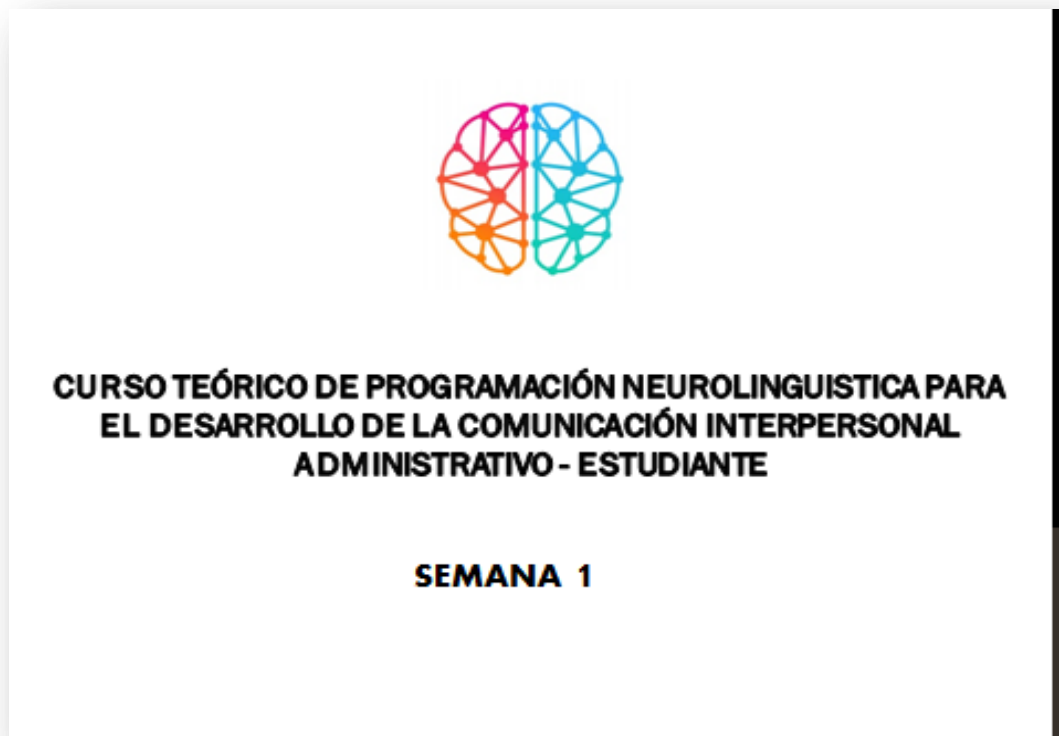 CURSO TEÓRICO DE PROGRAMACIÓN NEUROLINGUISTICA PARA
EL DESARROLLO DE LA COMUNICACIÓN INTERPERSONAL
ADMINISTRATIVO - ESTUDIANTE
SEMANA 1